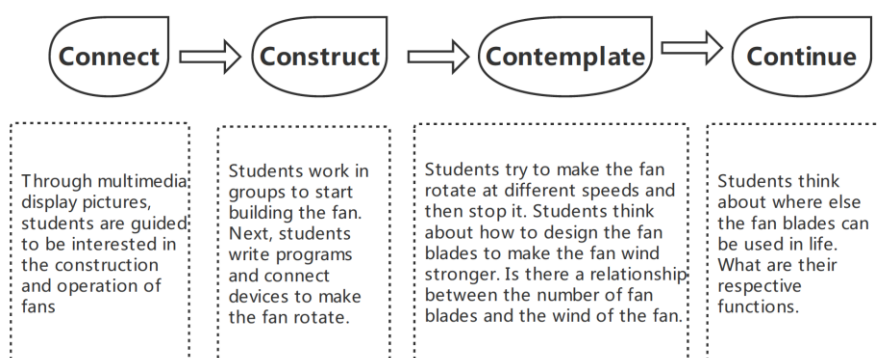 Connect
Construct
Contemplate
Continue
Through multimedia
display pictures,
students are guided
to be interested in
the construction
and operation of
fans
Students work in
groups to start
building the fan.
Next, students
write programs
and connect
devices to make
the fan rotate.
Students try to make the fan
rotate at different speeds and
then stop it. Students think
about how to design the fan
blades to make the fan wind
stronger. Is there a relationship
between the number of fan
blades and the wind of the fan.
Students think
about where else
the fan blades can
be used in life.
What are their
respective
functions.